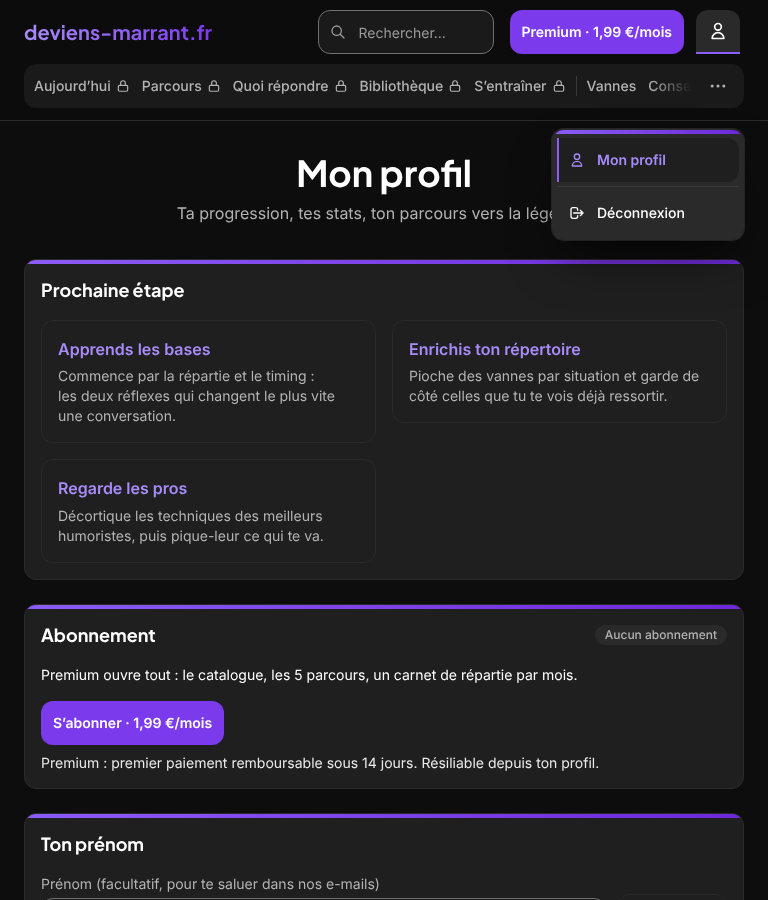 deviens-marrant.fr
Rechercher...
Premium · 1,99 €/mois
Aujourd’hui
Parcours
Quoi répondre
Bibliothèque
S’entraîner
Vannes
Mon profil
Déconnexion
Mon profil
Ta progression, tes stats, ton parcours vers la
Prochaine étape
Apprends les bases
Commence par la répartie et le timing :
les deux réflexes qui changent le plus vite
une conversation.
Enrichis ton répertoire
Pioche des vannes par situation et garde de
côté celles que tu te vois déjà ressortir.
Regarde les pros
Décortique les techniques des meilleurs
humoristes, puis pique-leur ce qui te va.
Abonnement
Aucun abonnement
Premium ouvre tout : le catalogue, les 5 parcours, un carnet de répartie par mois.
S’abonner · 1,99 €/mois
Premium : premier paiement remboursable sous 14 jours. Résiliable depuis ton profil.
Ton prénom
Prénom (facultatif, pour te saluer dans nos e-mails)